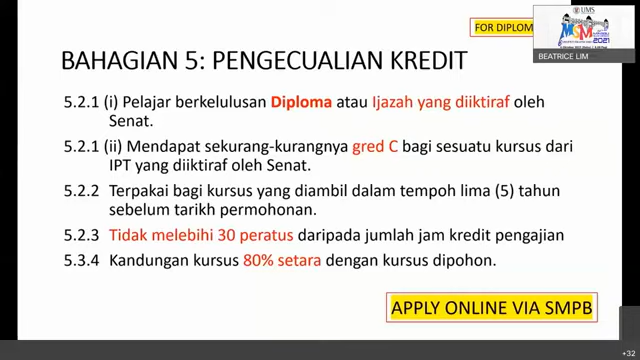 FOR DIPLOM
UMS
MSM
2021
BEATRICE LIM
BAHAGIAN 5: PENGECUALIAN KREDIT
5.2.1 (i) Pelajar berkelulusan Diploma atau Ijazah yang diiktiraf oleh
Senat.
5.2.1 (ii) Mendapat sekurang-kurangnya gred C bagi sesuatu kursus dari
IPT yang diiktiraf oleh Senat.
5.2.2 Terpakai bagi kursus yang diambil dalam tempoh lima (5) tahun
sebelum tarikh permohonan.
5.2.3 Tidak melebihi 30 peratus daripada jumlah jam kredit pengajian
5.3.4 Kandungan kursus 80% setara dengan kursus dipohon.
APPLY ONLINE VIA SMPB
+32